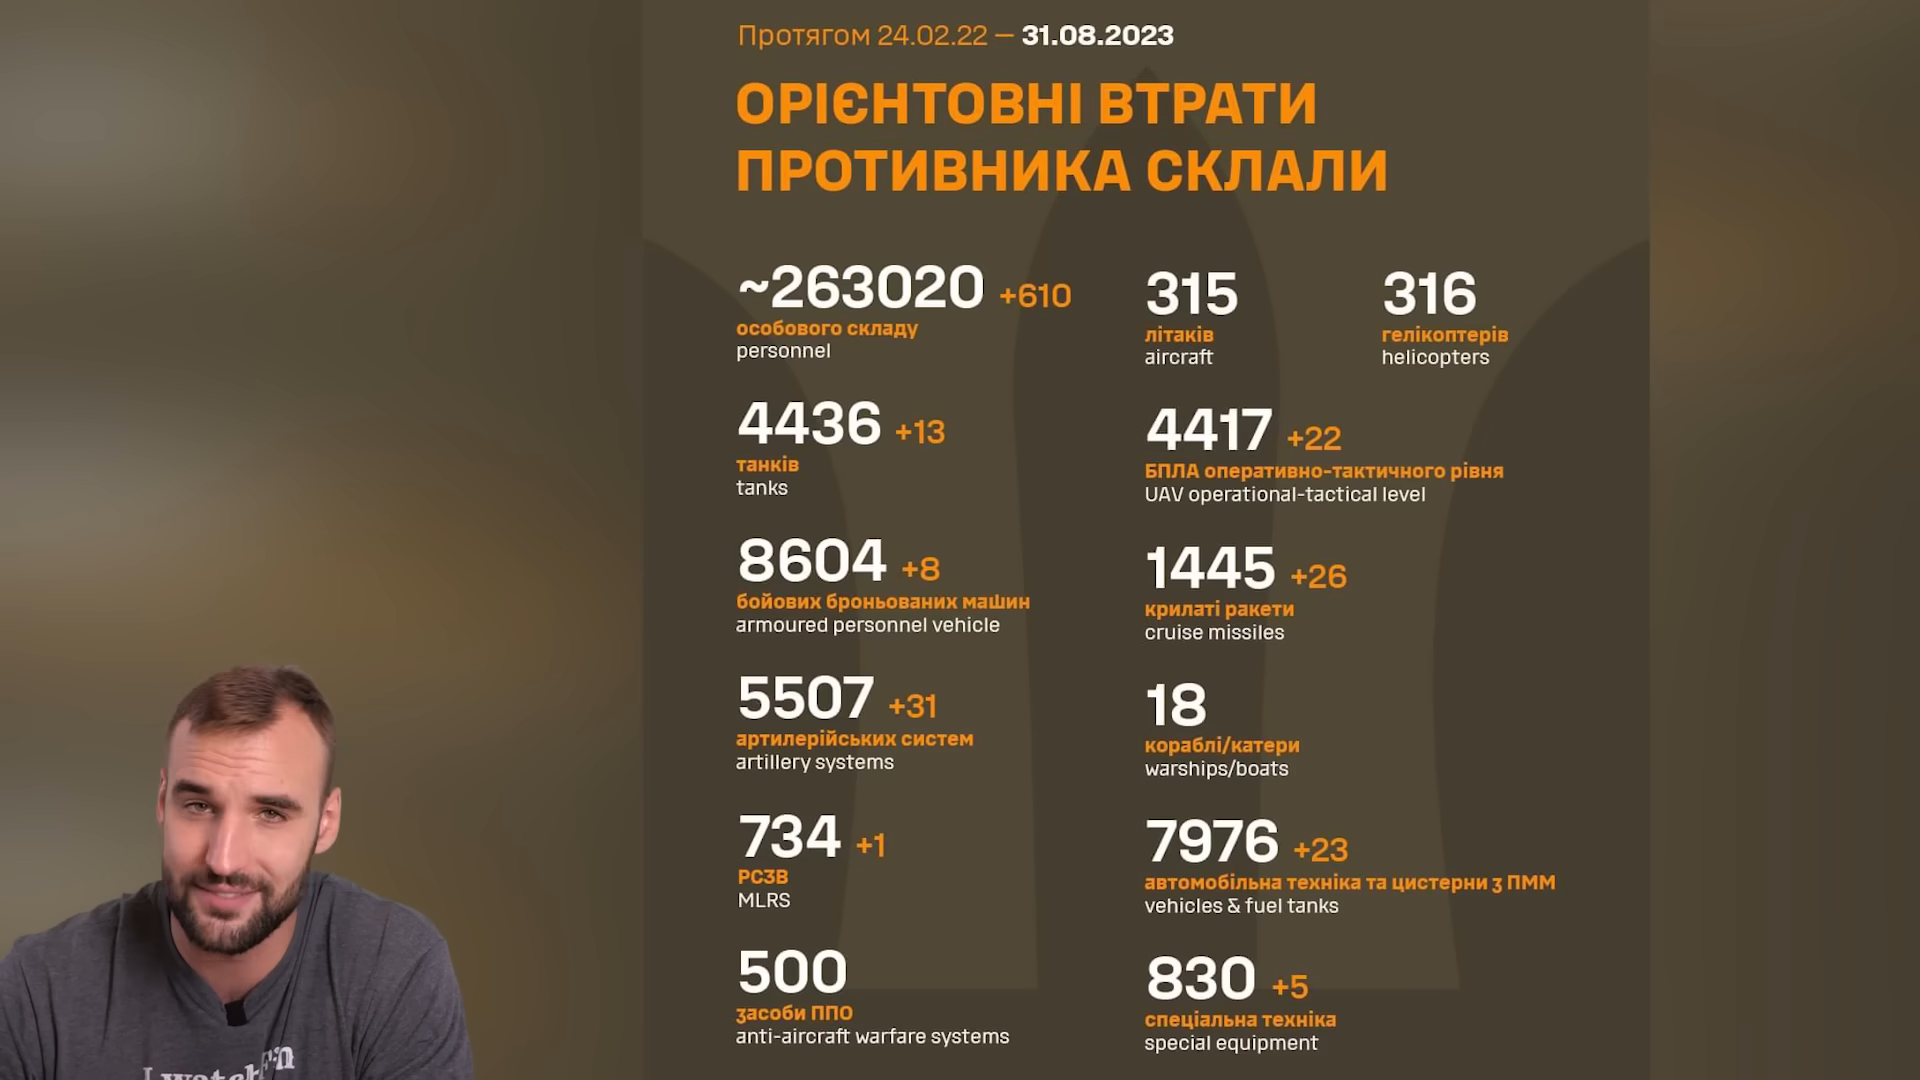 Протягом 24.02.22 — 31.08.2023
ОРІЄНТОВНІ ВТРАТИ
ПРОТИВНИКА СКЛАЛИ
~263020 +610
особового складу
personnel
315
літаків
aircraft
316
гелікоптерів
helicopters
4436 +13
танків
tanks
4417 +22
БПЛА оперативно-тактичного рівня
UAV operational-tactical level
8604 +8
бойових броньованих машин
armoured personnel vehicle
1445 +26
крилаті ракети
cruise missiles
5507 +31
артилерійських систем
artillery systems
18
кораблі/катери
warships/boats
734 +1
РСЗВ
MLRS
7976 +23
автомобільна техніка та цистерни з ПММ
vehicles & fuel tanks
500
засоби ППО
anti-aircraft warfare systems
830 +5
спеціальна техніка
special equipment
I watch